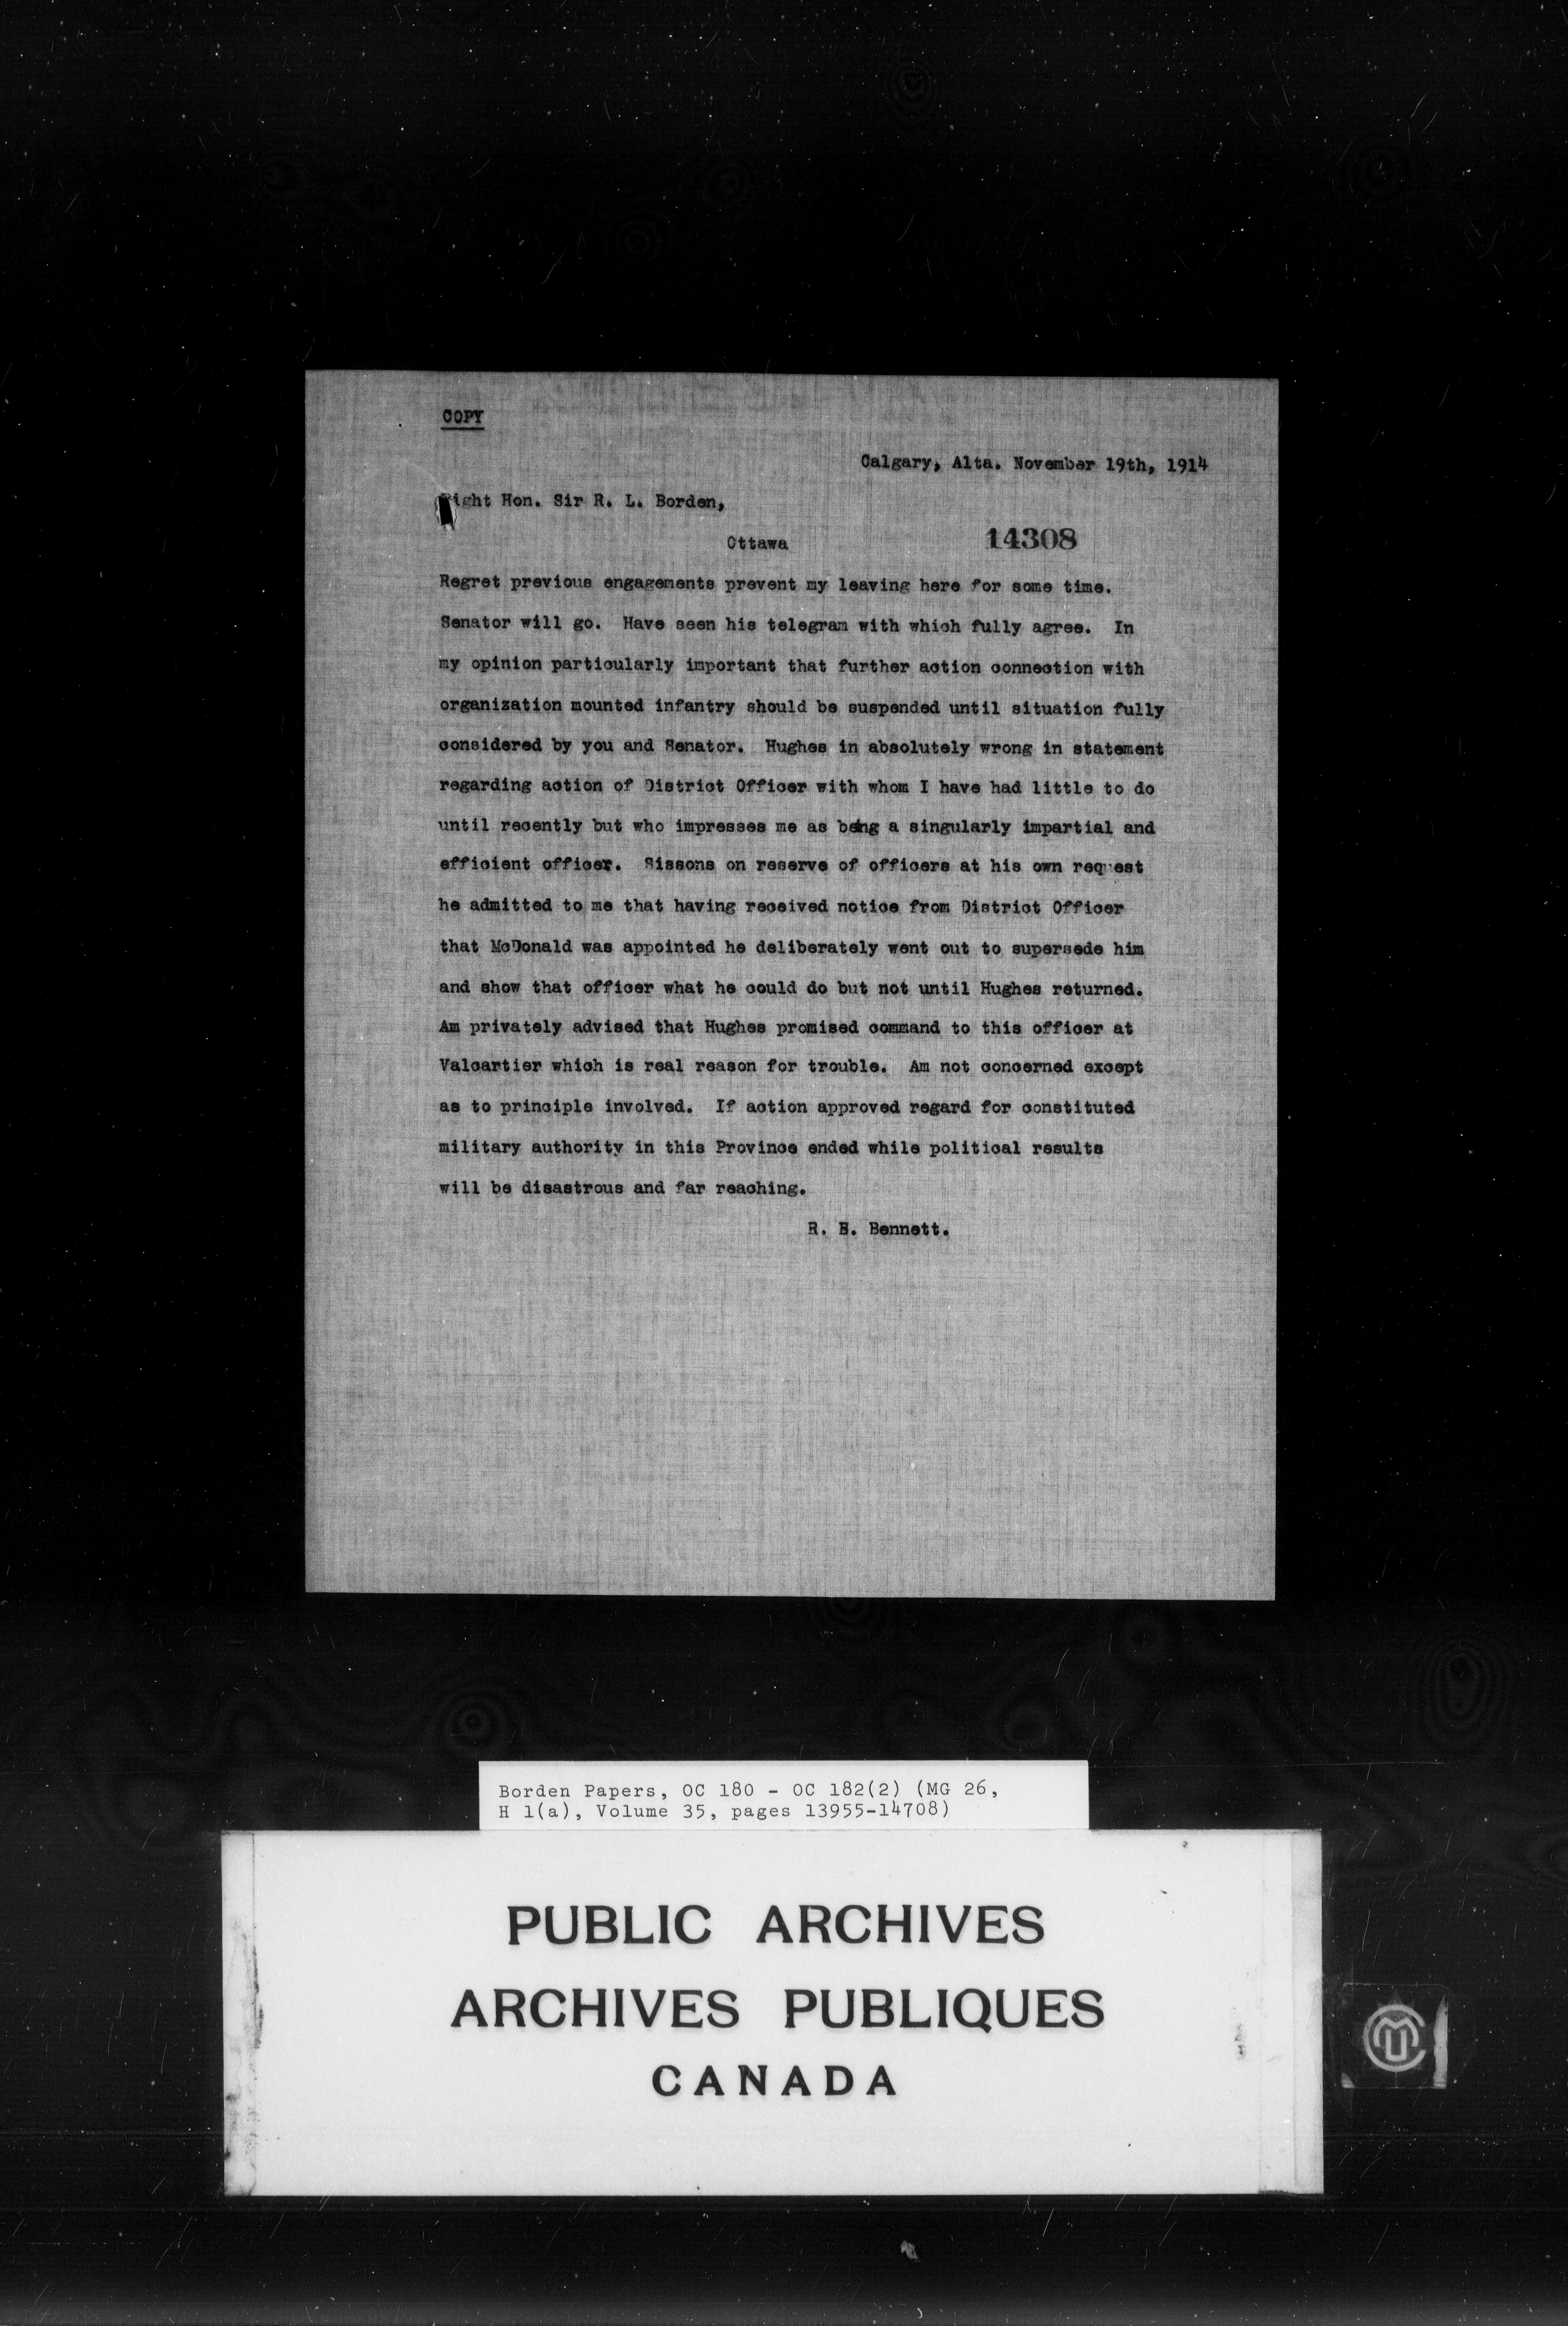 COPY
Calgary, Alta. November 19th, 1914
Right Hon. Sir R. L. Borden,
Ottawa
14308
Regret previous engagements prevent my leaving here for some time.
Senator will go. Have seen his telegram with which fully agree. In
my opinion particularly important that further action connection with
organization mounted infantry should be suspended until situation fully
considered by you and Senator. Hughes in absolutely wrong in statement
regarding action of District Officer with whom I have had little to do
until recently but who impresses me as being a singularly impartial and
efficient officer. Sissons on reserve of officers at his own request
he admitted to me that having received notice from District Officer
that McDonald was appointed he deliberately went out to supersede him
and show that officer what he could do but not until Hughes returned.
Am privately advised that Hughes promised command to this officer at
Valcartier which is real reason for trouble. Am not concerned except
as to principle involved. If action approved regard for constituted
military authority in this Province ended while political results
will be disastrous and far reaching.
R. B. Bennett.
Borden Papers, OC 180 - OC 182(2) (MG 26,
H 1(a), Volume 35, pages 13955-14708)
PUBLIC ARCHIVES
ARCHIVES PUBLIQUES
CANADA